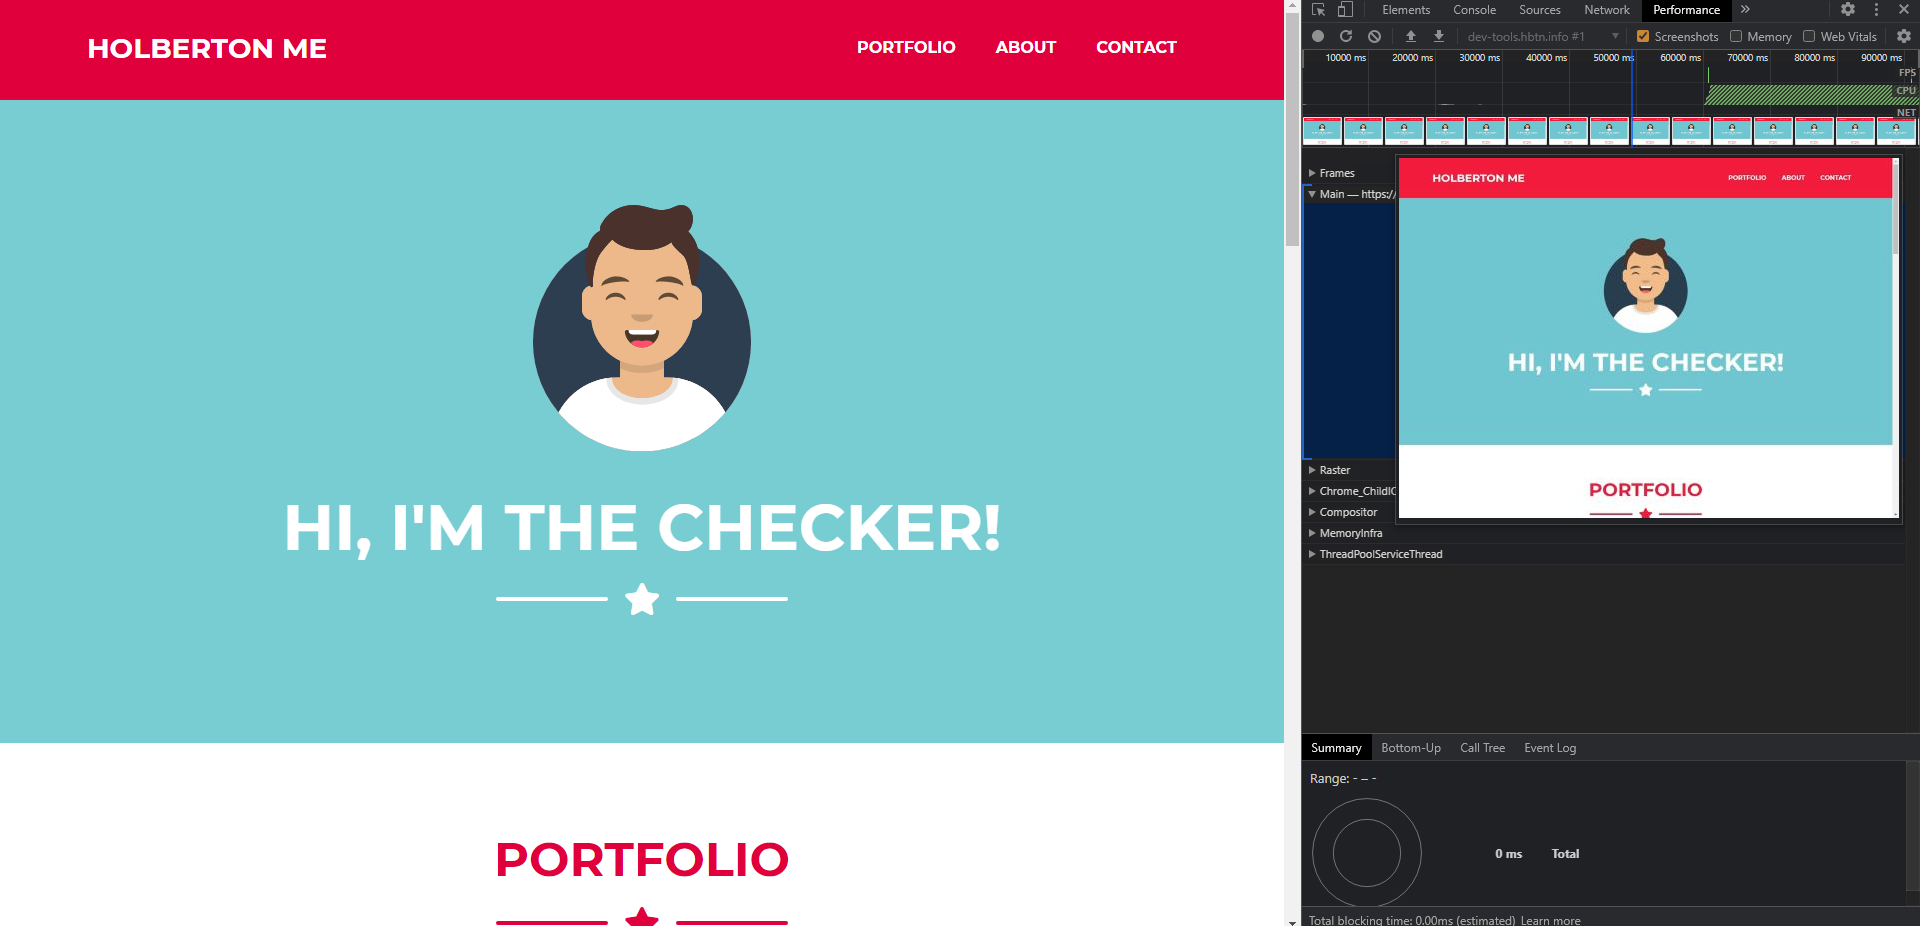 HOLBERTON ME
PORTFOLIO ABOUT CONTACT
HI, I'M THE CHECKER!
PORTFOLIO
Elements Console Sources Network Performance »
dev-tools.hbtn.info #1 Screenshots Memory Web Vitals
10000 ms 20000 ms 30000 ms 40000 ms 50000 ms 60000 ms 70000 ms 80000 ms 90000 ms
FPS
CPU
NET
Frames
Main — https://
HOLBERTON ME PORTFOLIO ABOUT CONTACT
HI, I'M THE CHECKER!
PORTFOLIO
Raster
Chrome_ChildIC
Compositor
MemoryInfra
ThreadPoolServiceThread
Summary Bottom-Up Call Tree Event Log
Range: - – -
0 ms Total
Total blocking time: 0.00ms (estimated) Learn more